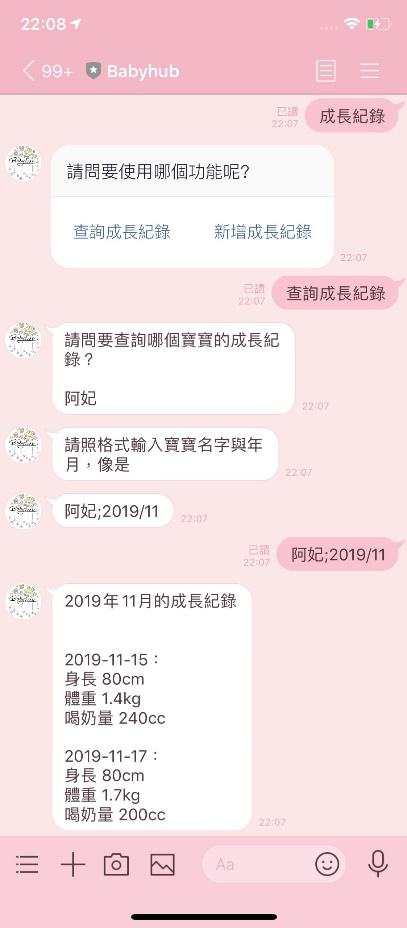 22:08
99+ Babyhub
已讀
22:07
成長紀錄
請問要使用哪個功能呢?
查詢成長紀錄 新增成長紀錄
22:07
已讀
22:07
查詢成長紀錄
請問要查詢哪個寶寶的成長紀
錄?
阿妃
22:07
請照格式輸入寶寶名字與年
月,像是
22:07
阿妃;2019/11
22:07
已讀
22:07
阿妃;2019/11
2019年11月的成長紀錄
2019-11-15:
身長 80cm
體重 1.4kg
喝奶量 240cc
2019-11-17:
身長 80cm
體重 1.7kg
喝奶量 200cc
22:07
Aa